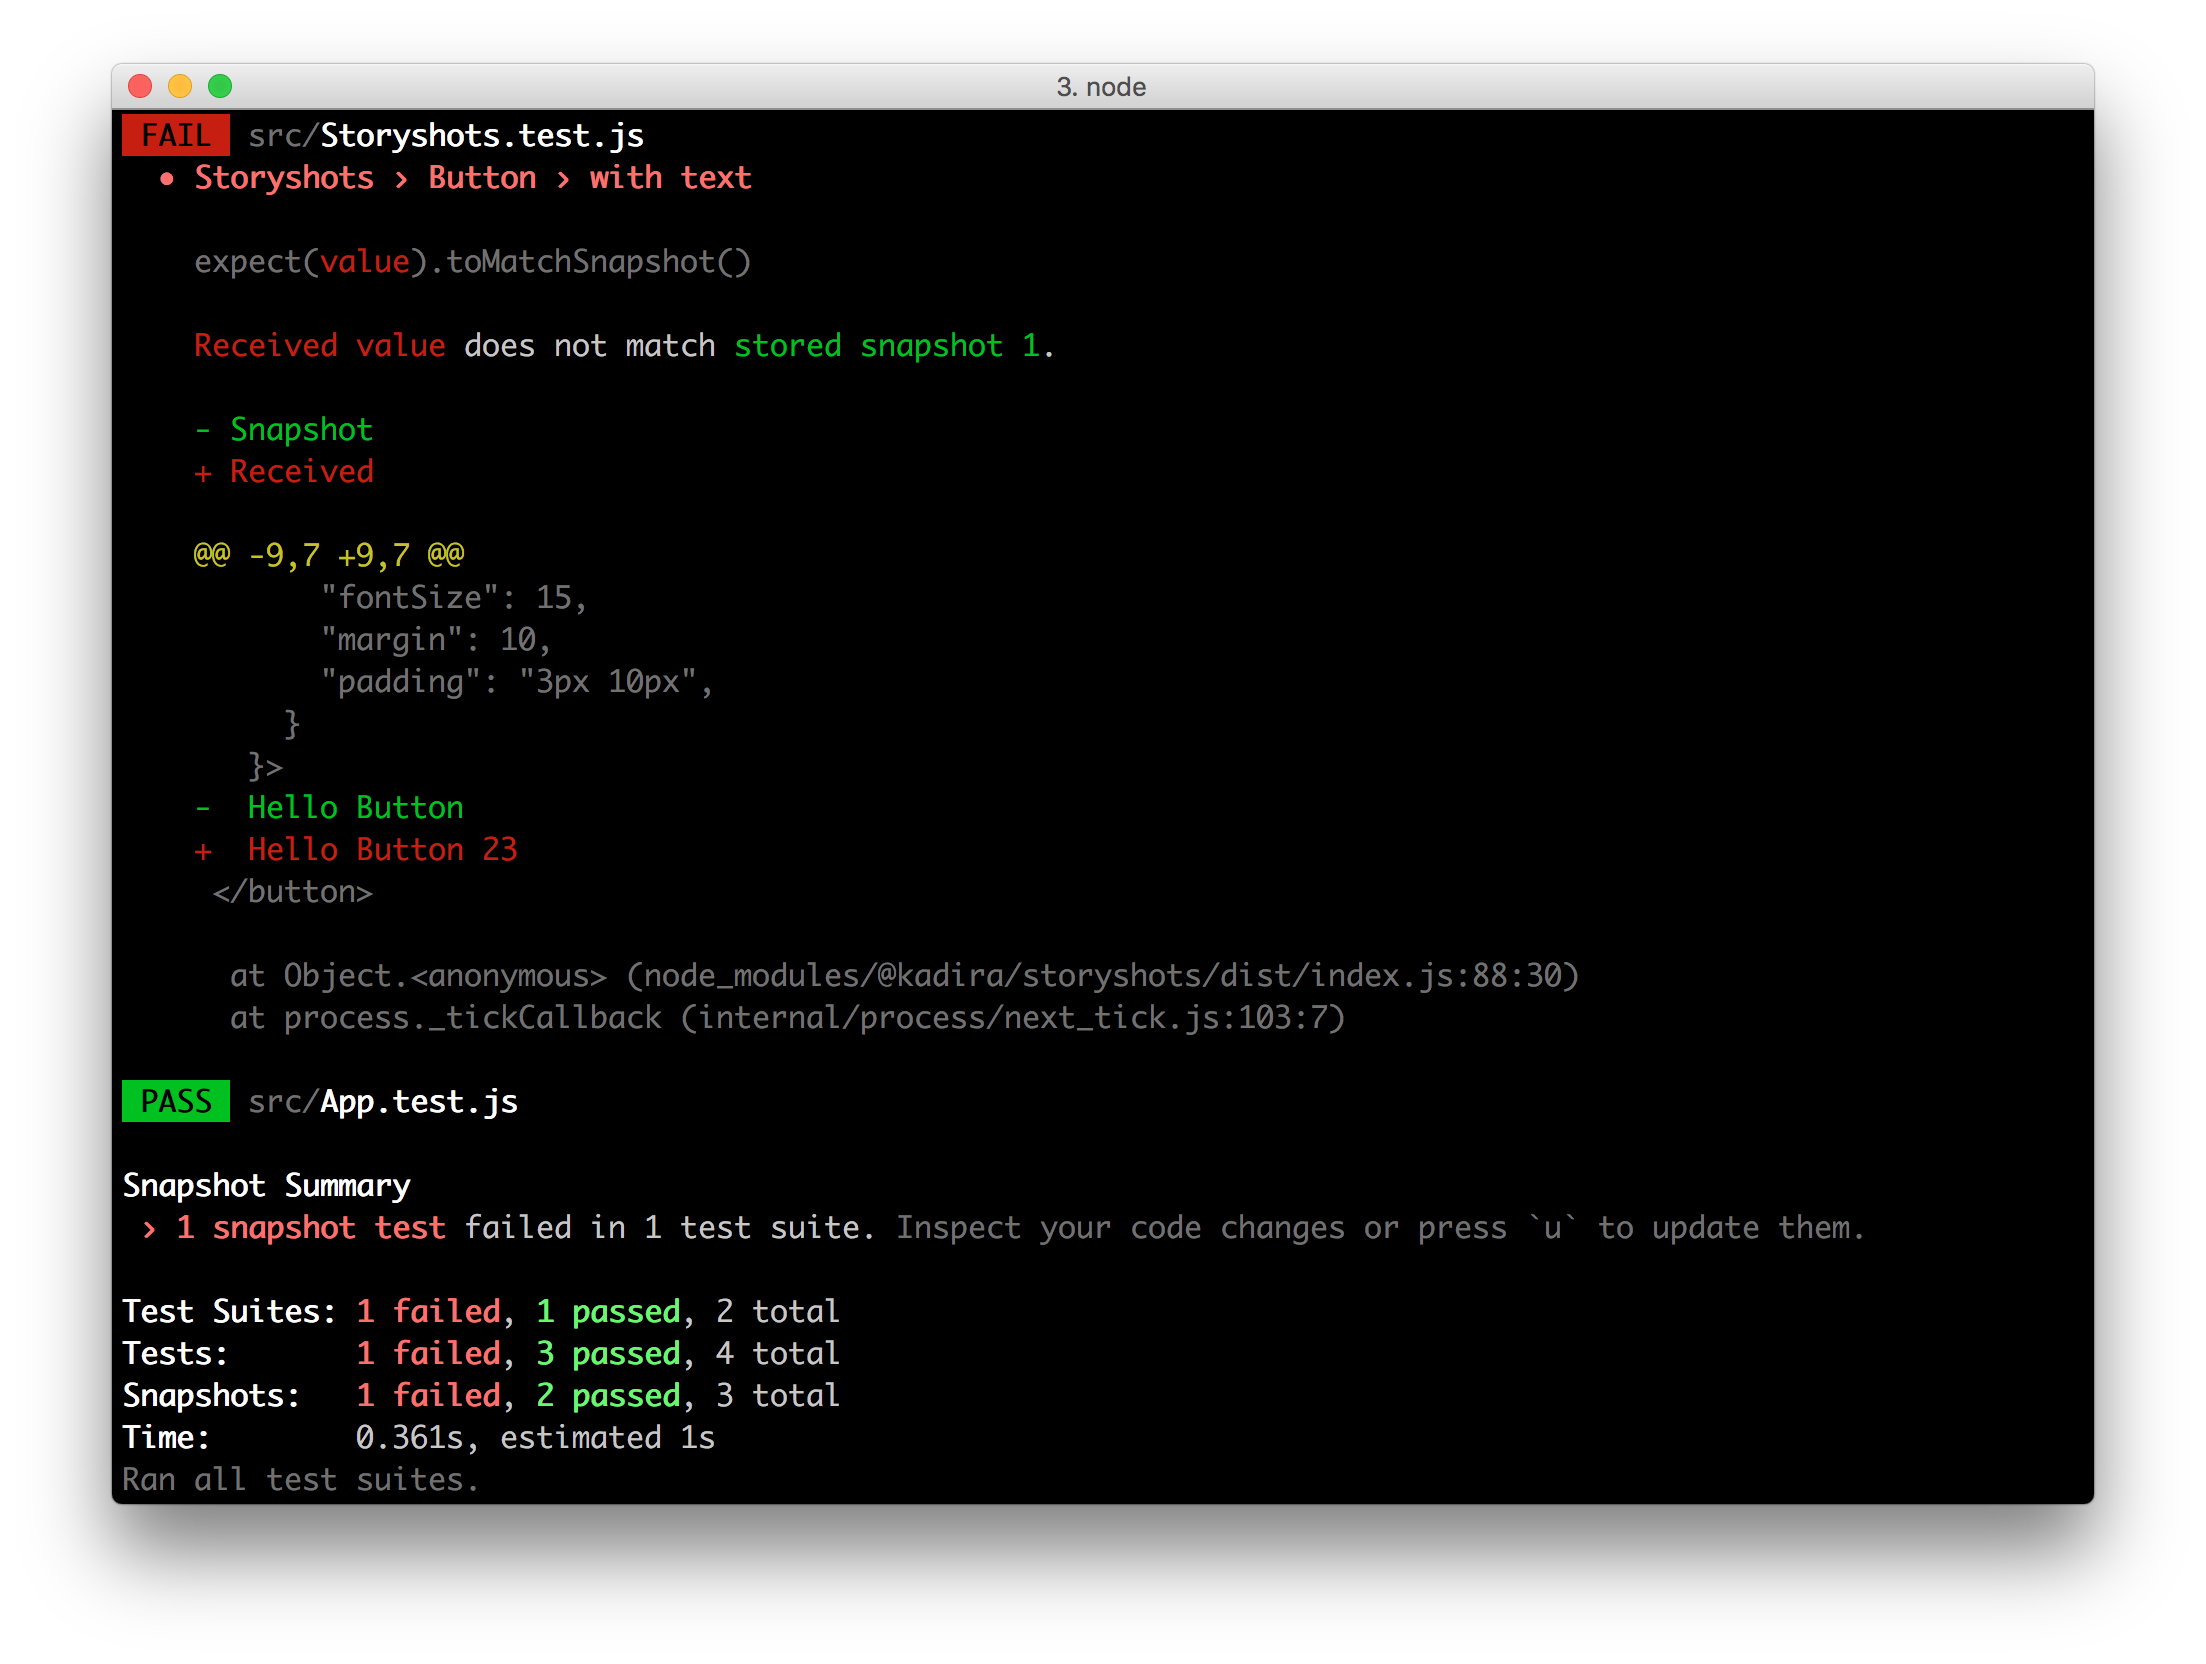 3. node
FAIL src/Storyshots.test.js
● Storyshots › Button › with text
expect(value).toMatchSnapshot()
Received value does not match stored snapshot 1.
- Snapshot
+ Received
@@ -9,7 +9,7 @@
"fontSize": 15,
"margin": 10,
"padding": "3px 10px",
}
}>
-  Hello Button
+  Hello Button 23
</button>
at Object.<anonymous> (node_modules/@kadira/storyshots/dist/index.js:88:30)
at process._tickCallback (internal/process/next_tick.js:103:7)
PASS src/App.test.js
Snapshot Summary
› 1 snapshot test failed in 1 test suite. Inspect your code changes or press `u` to update them.
Test Suites: 1 failed, 1 passed, 2 total
Tests:       1 failed, 3 passed, 4 total
Snapshots:   1 failed, 2 passed, 3 total
Time:        0.361s, estimated 1s
Ran all test suites.